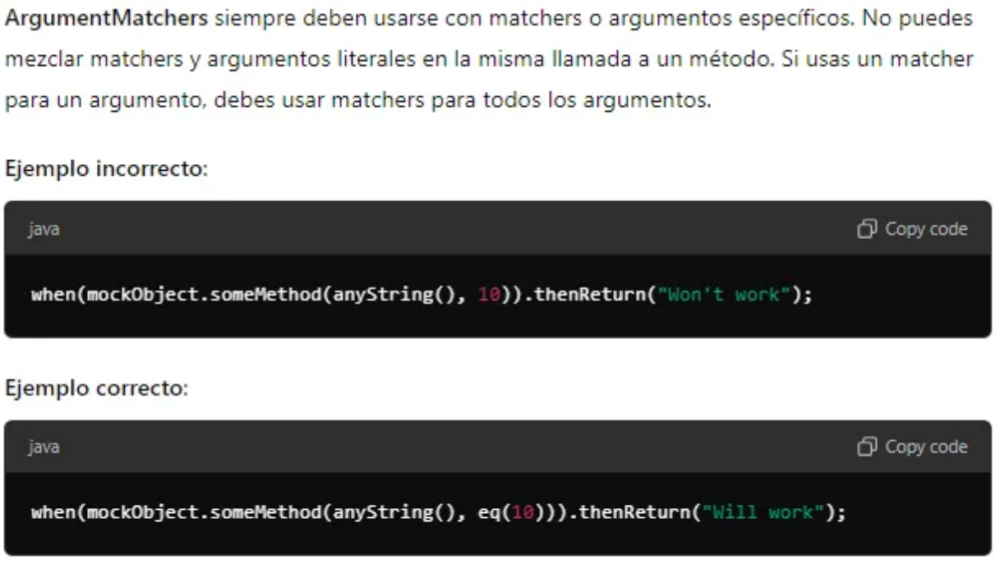 ArgumentMatchers siempre deben usarse con matchers o argumentos específicos. No puedes
mezclar matchers y argumentos literales en la misma llamada a un método. Si usas un matcher
para un argumento, debes usar matchers para todos los argumentos.
Ejemplo incorrecto:
java Copy code
when(mockObject.someMethod(anyString(), 10)).thenReturn("Won't work");
Ejemplo correcto:
java Copy code
when(mockObject.someMethod(anyString(), eq(10))).thenReturn("Will work");